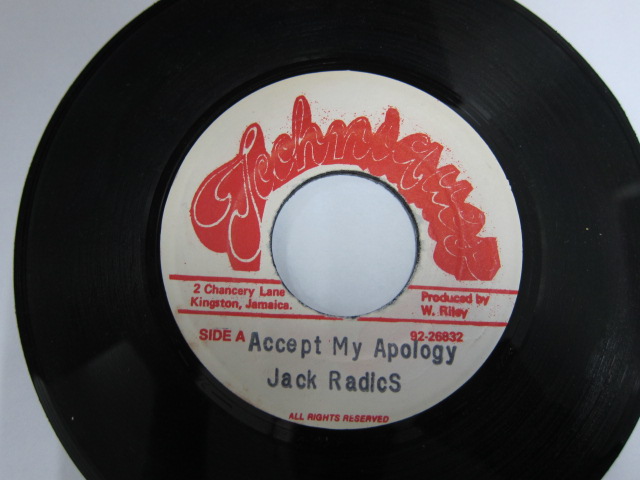 Techniques
2 Chancery Lane
Kingston, Jamaica.
Produced by
W. Riley
SIDE A
92-26832
Accept My Apology
Jack RadicS
ALL RIGHTS RESERVED